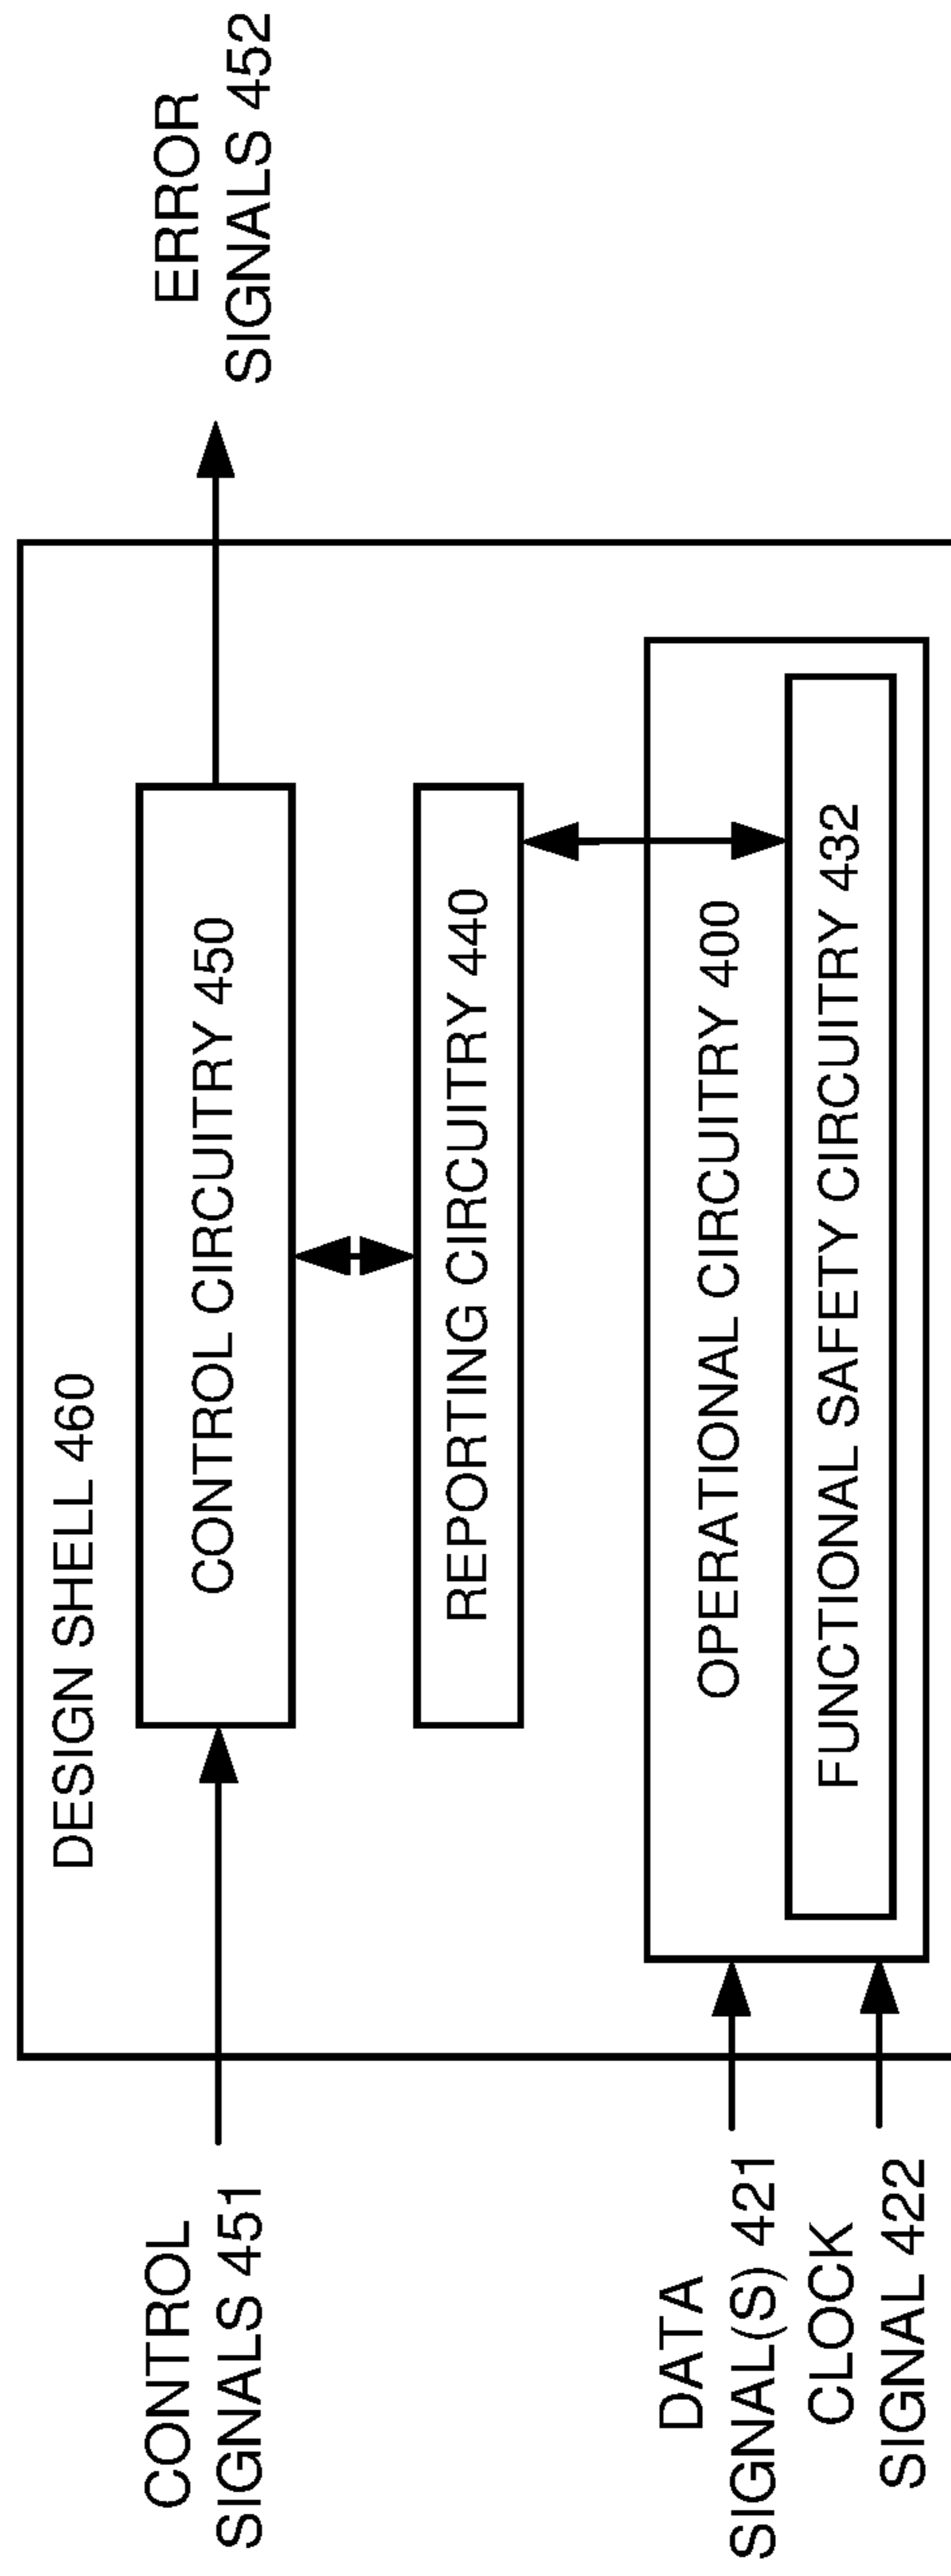 DESIGN SHELL 460
CONTROL
SIGNALS 451
CONTROL CIRCUITRY 450
ERROR
SIGNALS 452
REPORTING CIRCUITRY 440
DATA
SIGNAL(S) 421
CLOCK
SIGNAL 422
OPERATIONAL CIRCUITRY 400
FUNCTIONAL SAFETY CIRCUITRY 432